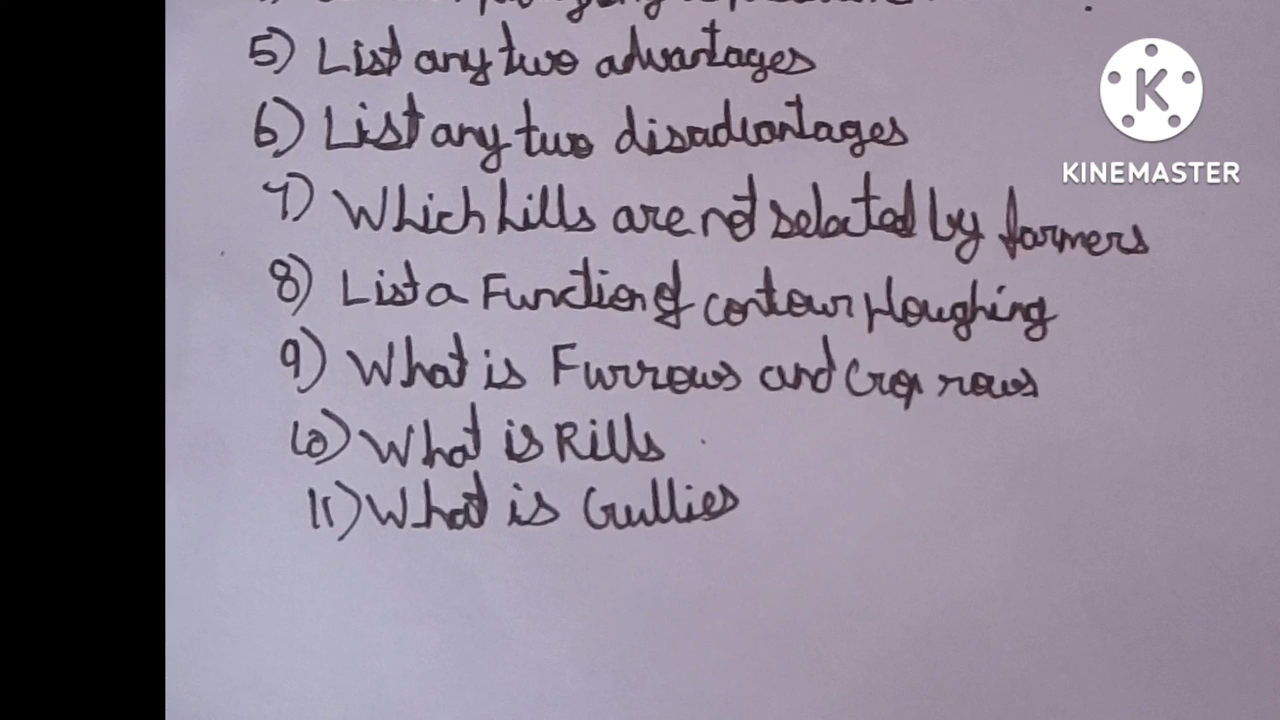 5) List any two advantages
6) List any two disadvantages
7) Which hills are not selected by farmers
8) List a Function of contour ploughing
9) What is Furrows and Crop rows
10) What is Rills
11) What is Gullies
K
KINEMASTER